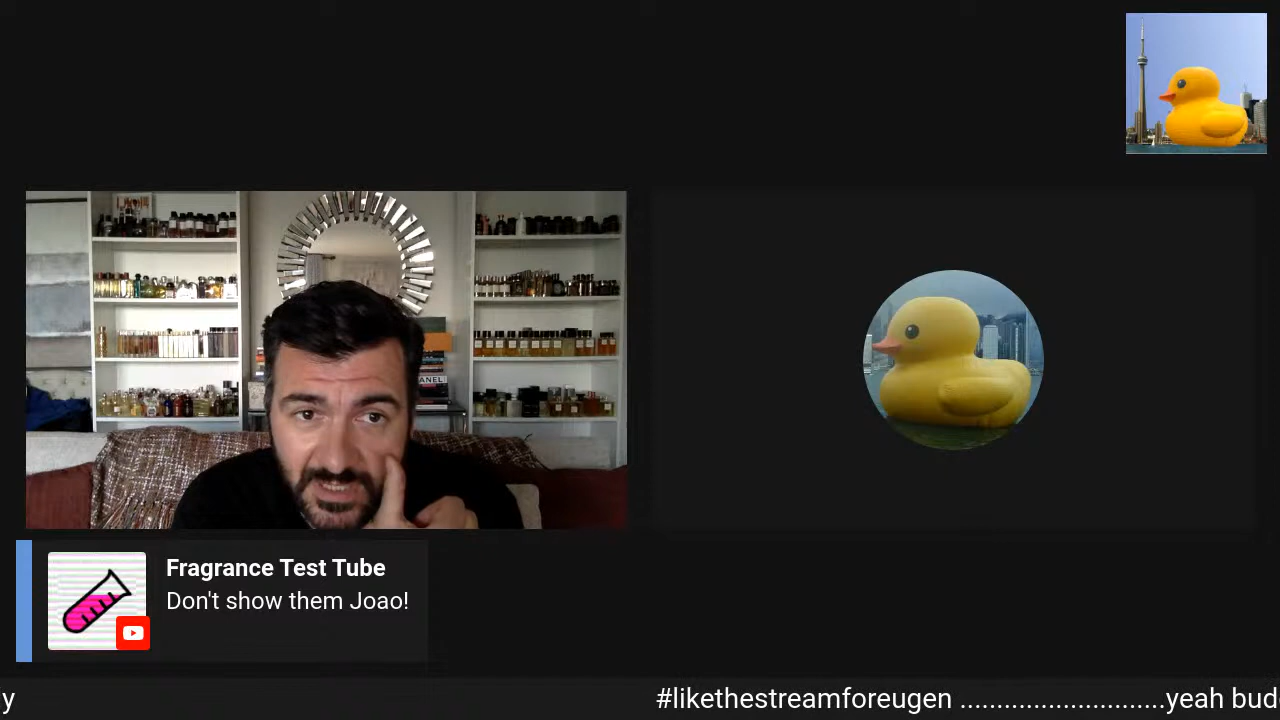 CHANEL
Fragrance Test Tube
Don't show them Joao!
y #likethestreamforeugen ............................yeah bud